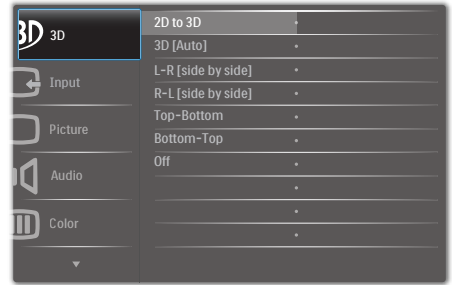 3D 3D
Input
Picture
Audio
Color
2D to 3D
3D [Auto]
L-R [side by side]
R-L [side by side]
Top-Bottom
Bottom-Top
Off